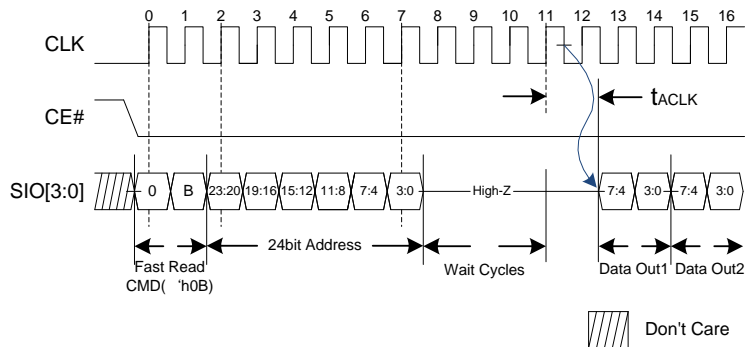 0 1 2 3 4 5 6 7 8 9 10 11 12 13 14 15 16
CLK
tACLK
CE#
SIO[3:0] 0 B 23:20 19:16 15:12 11:8 7:4 3:0 High-Z 7:4 3:0 7:4 3:0
Fast Read 24bit Address Wait Cycles Data Out1 Data Out2
CMD( 'h0B)
Don't Care